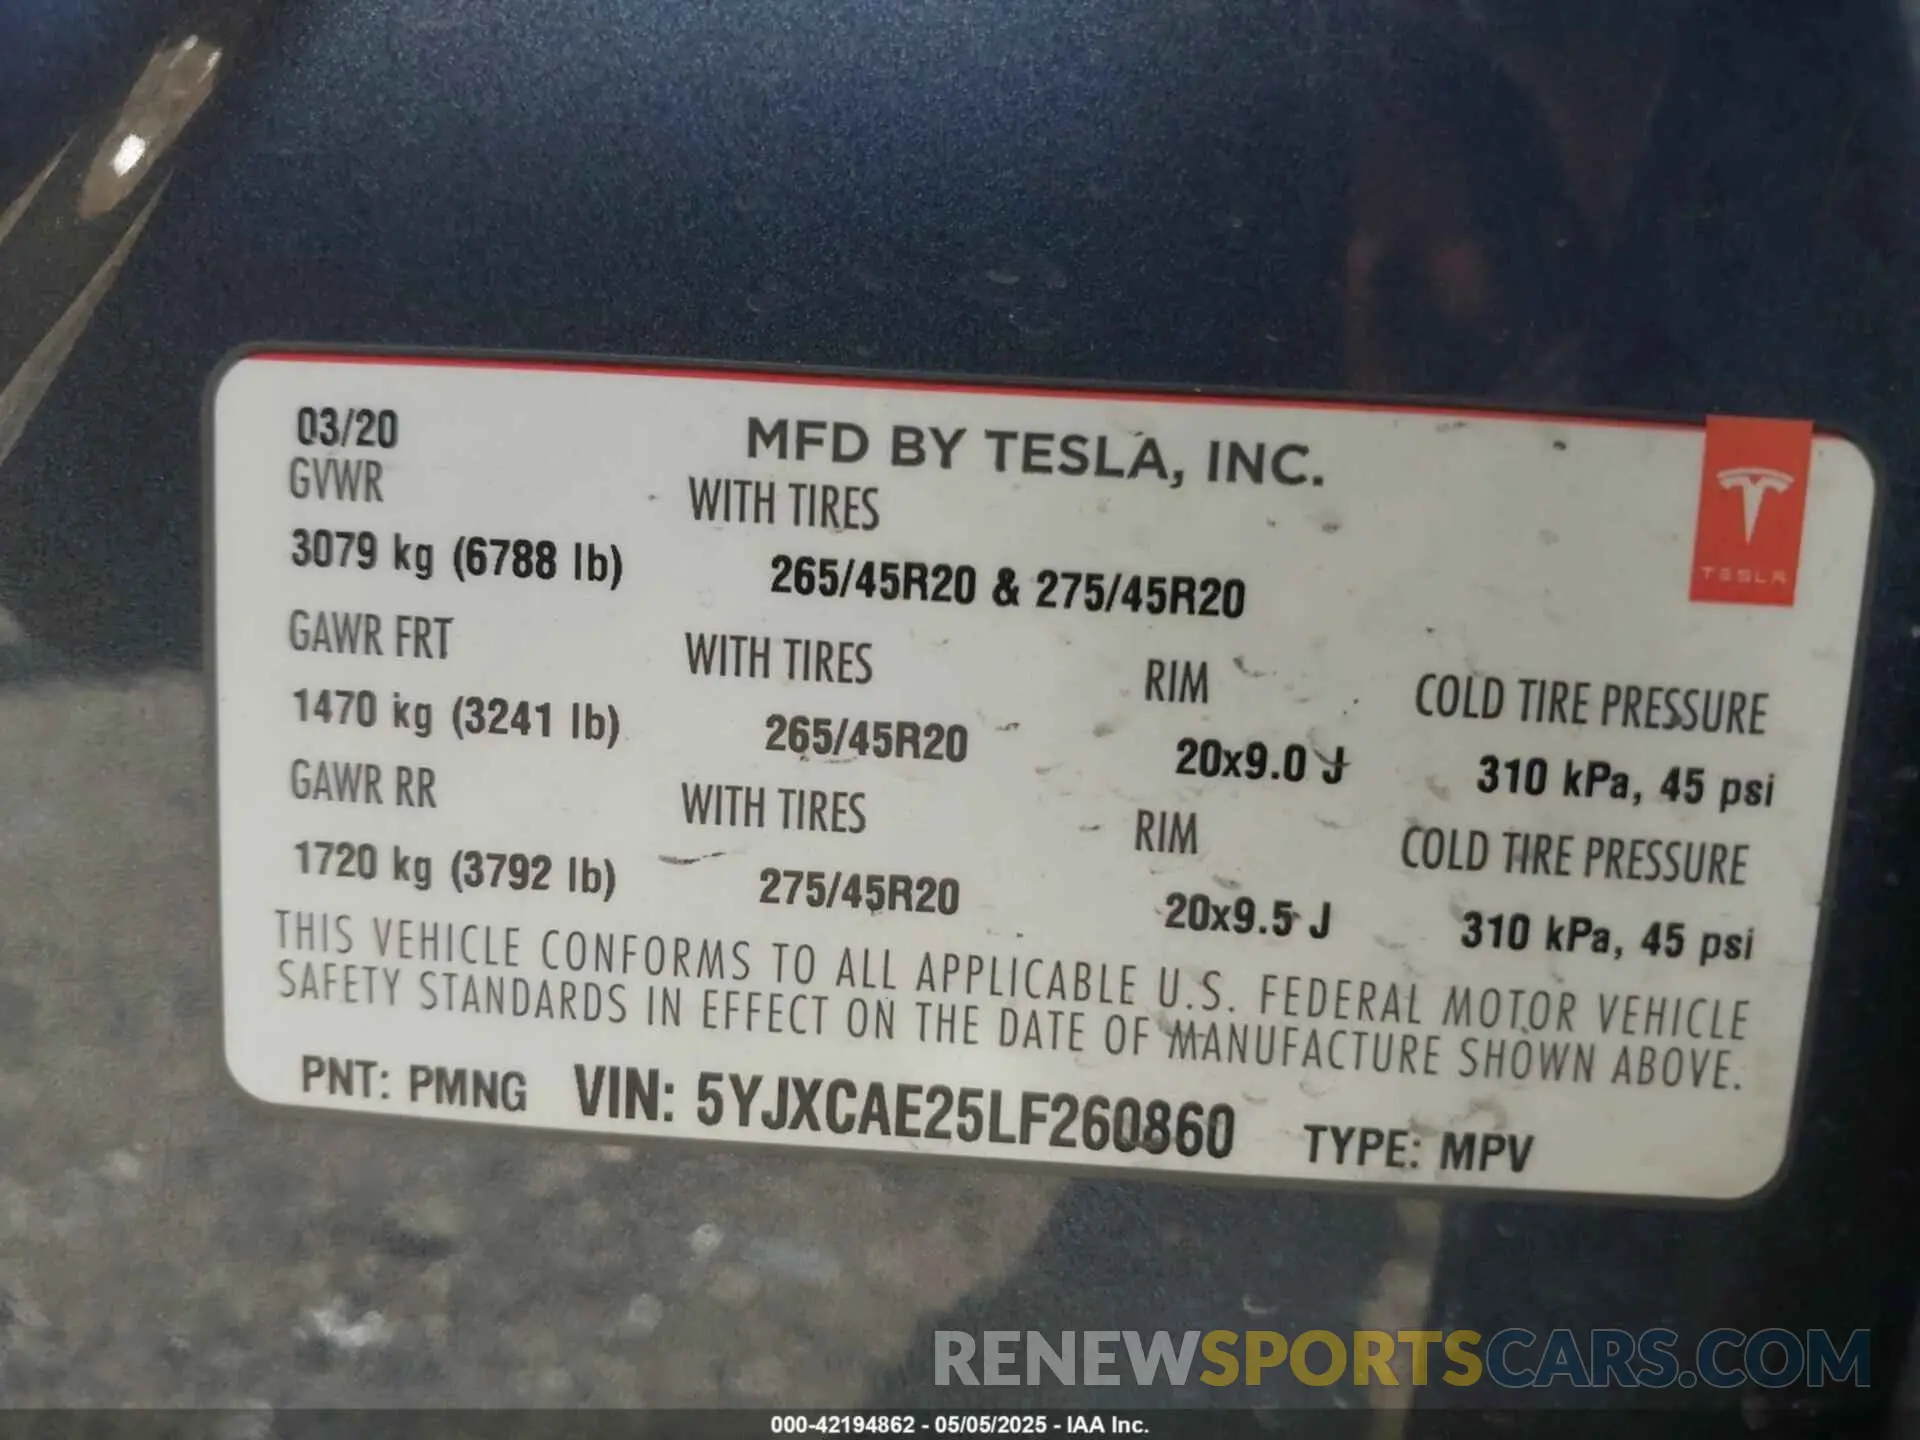 03/20 MFD BY TESLA, INC.
GVWR WITH TIRES
TESLA
3079 kg (6788 lb) 265/45R20 & 275/45R20
GAWR FRT WITH TIRES RIM COLD TIRE PRESSURE
1470 kg (3241 lb) 265/45R20 20x9.0 J 310 kPa, 45 psi
GAWR RR WITH TIRES RIM COLD TIRE PRESSURE
1720 kg (3792 lb) 275/45R20 20x9.5 J 310 kPa, 45 psi
THIS VEHICLE CONFORMS TO ALL APPLICABLE U.S. FEDERAL MOTOR VEHICLE
SAFETY STANDARDS IN EFFECT ON THE DATE OF MANUFACTURE SHOWN ABOVE.
PNT: PMNG VIN: 5YJXCAE25LF260860 TYPE: MPV
RENEWSPORTSCARS.COM
000-42194862 - 05/05/2025 - IAA Inc.